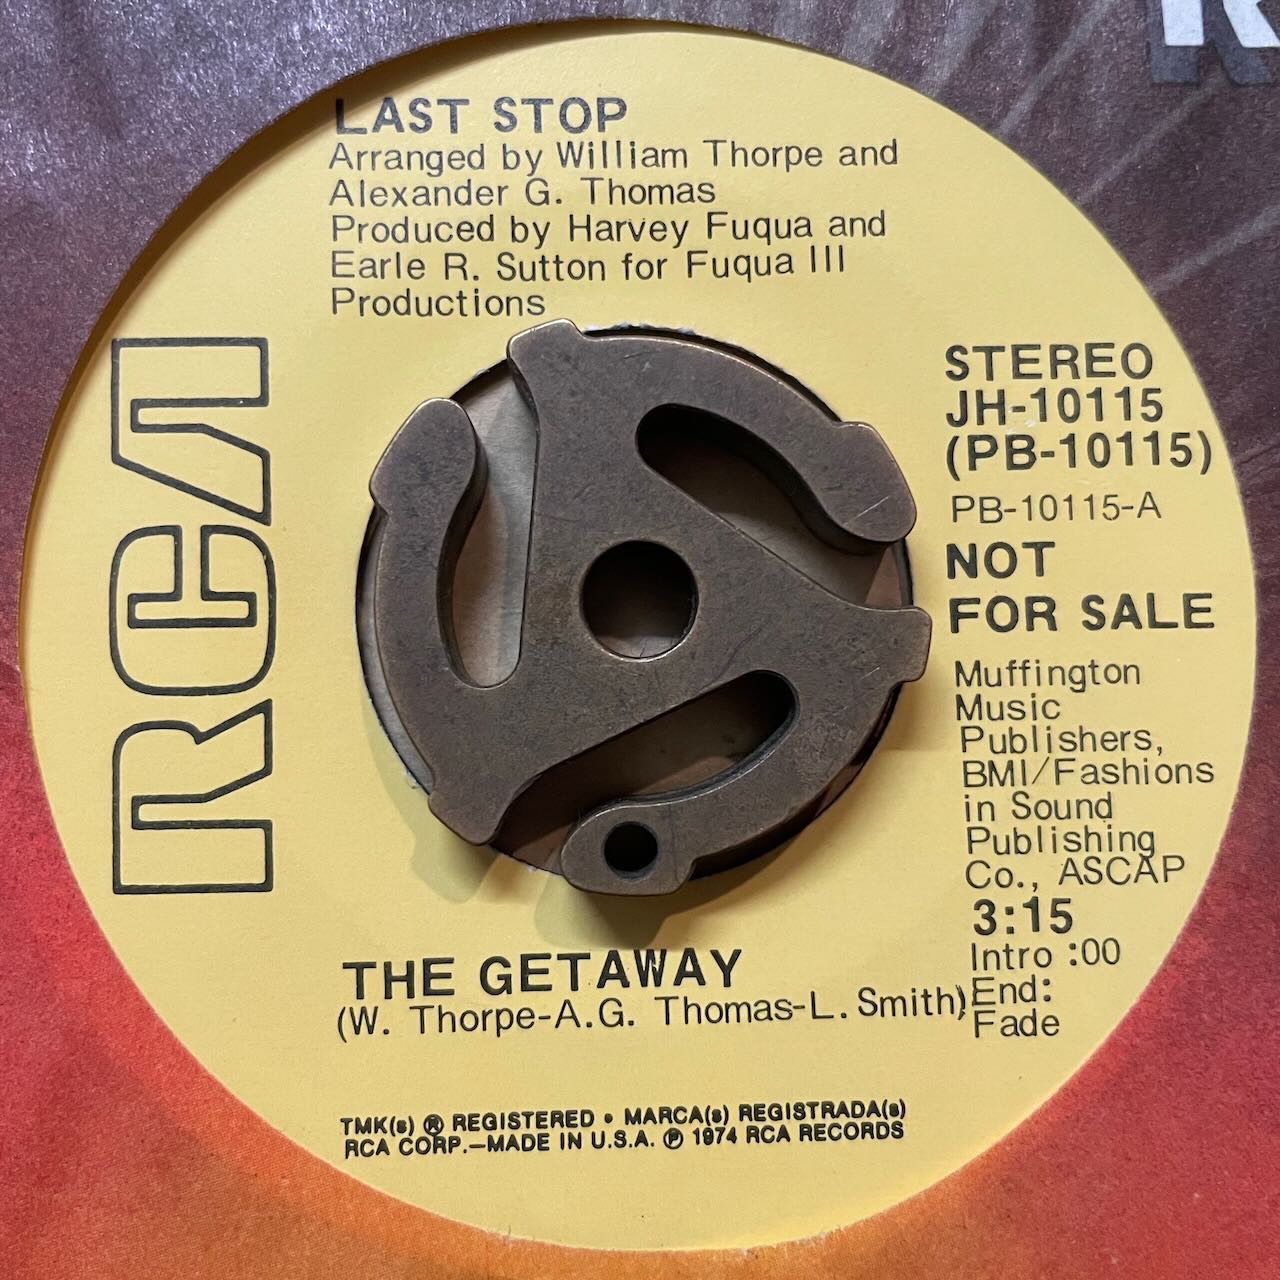 LAST STOP
Arranged by William Thorpe and
Alexander G. Thomas
Produced by Harvey Fuqua and
Earle R. Sutton for Fuqua III
Productions
RCA
STEREO
JH-10115
(PB-10115)
PB-10115-A
NOT
FOR SALE
Muffington
Music
Publishers,
BMI/Fashions
in Sound
Publishing
Co., ASCAP
3:15
Intro :00
End:
Fade
THE GETAWAY
(W. Thorpe-A.G. Thomas-L. Smith)
TMK(s) ® REGISTERED • MARCA(s) REGISTRADA(s)
RCA CORP.—MADE IN U.S.A. ℗ 1974 RCA RECORDS